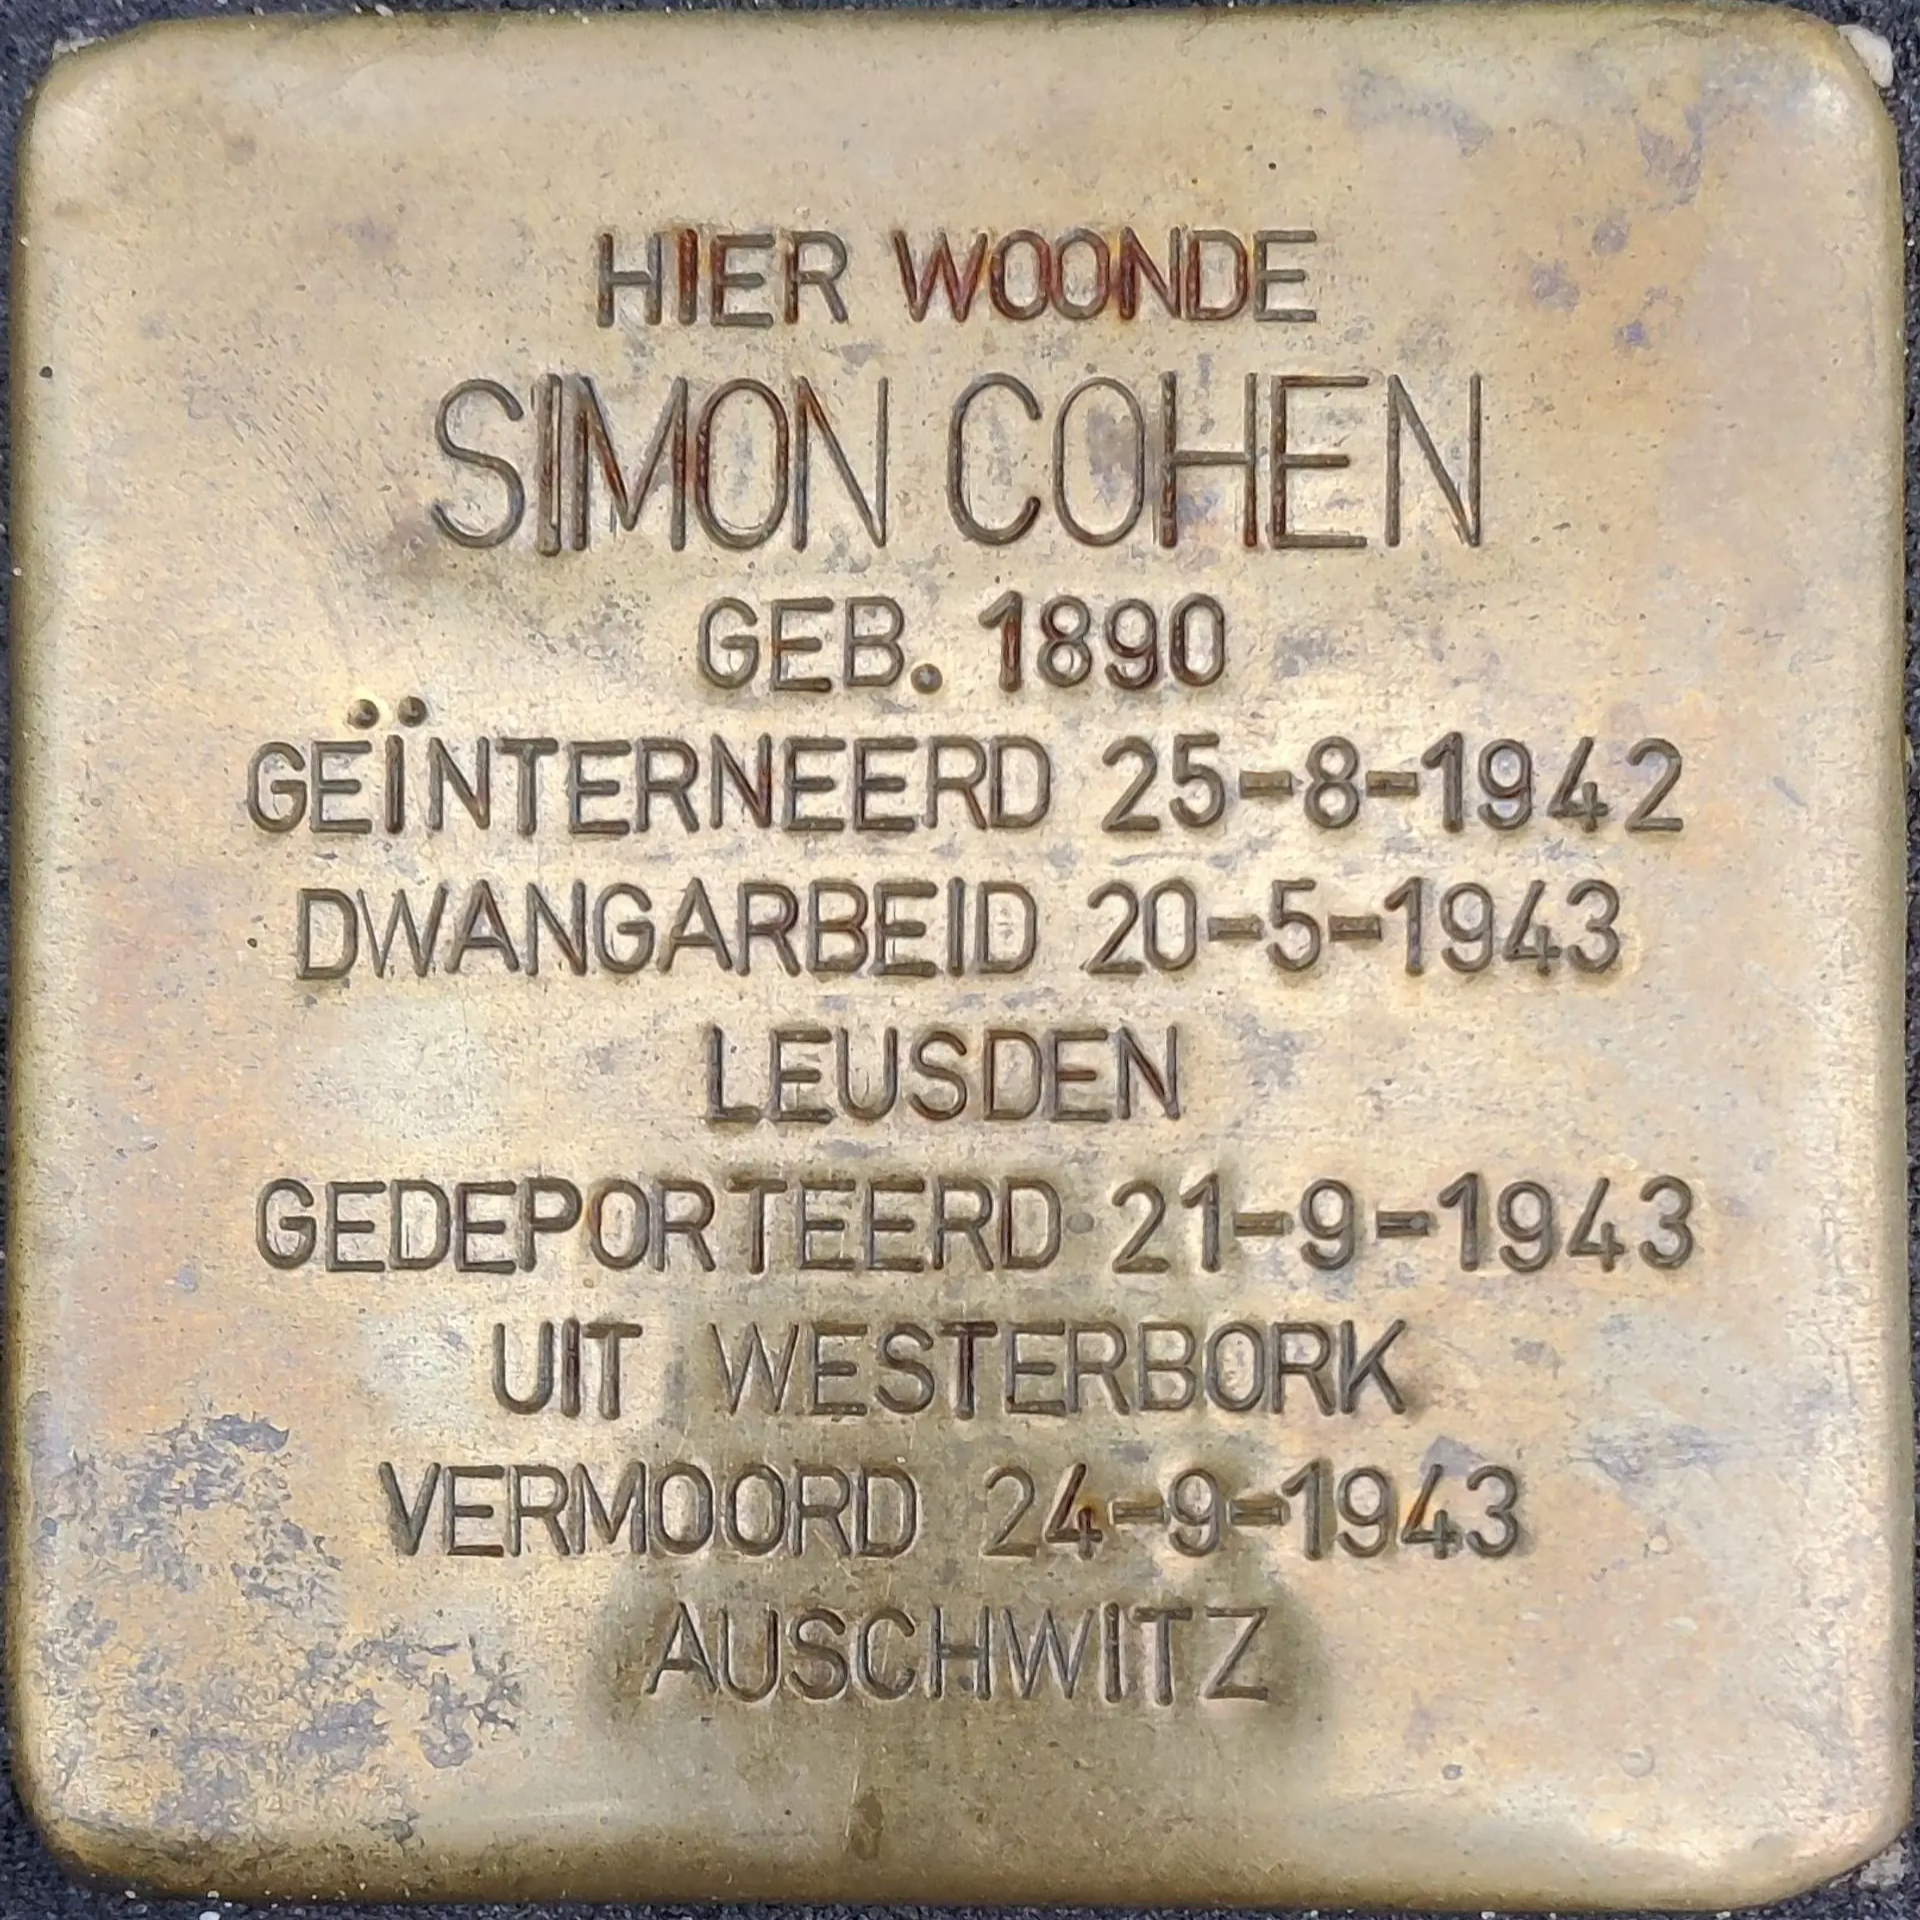 HIER WOONDE
SIMON COHEN
GEB. 1890
GEÏNTERNEERD 25-8-1942
DWANGARBEID 20-5-1943
LEUSDEN
GEDEPORTEERD 21-9-1943
UIT WESTERBORK
VERMOORD 24-9-1943
AUSCHWITZ